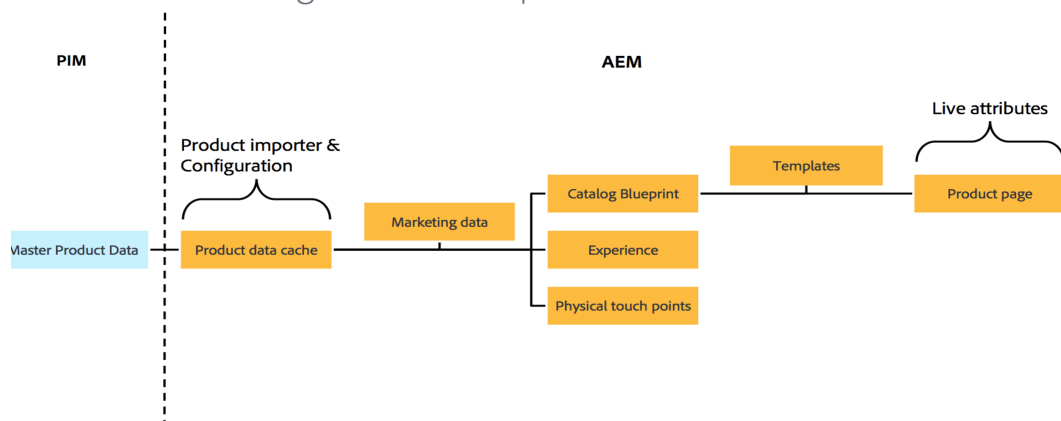 PIM
AEM
Live attributes
Product importer &
Configuration
Templates
Catalog Blueprint
Product page
Marketing data
Master Product Data
Product data cache
Experience
Physical touch points